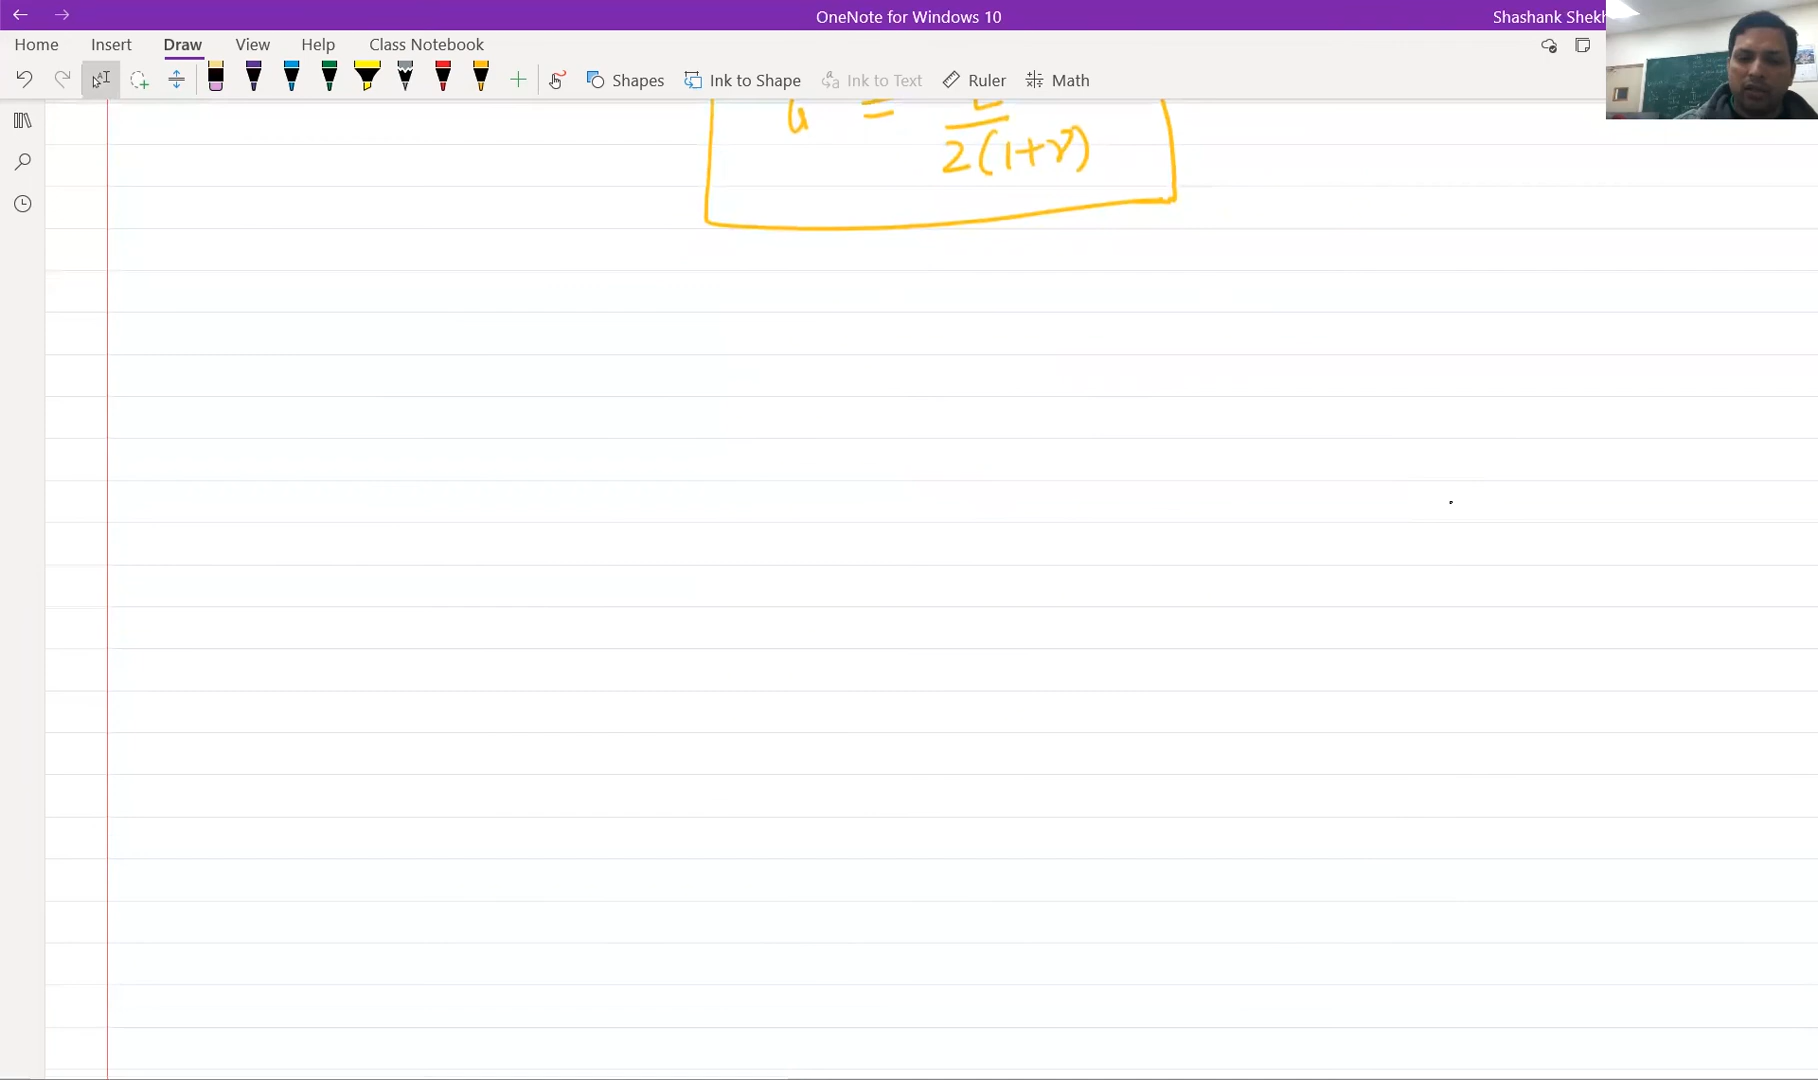 OneNote for Windows 10
Shashank Shekh
Home Insert Draw View Help Class Notebook
Shapes Ink to Shape Ink to Text Ruler Math
=
2(1+ν)